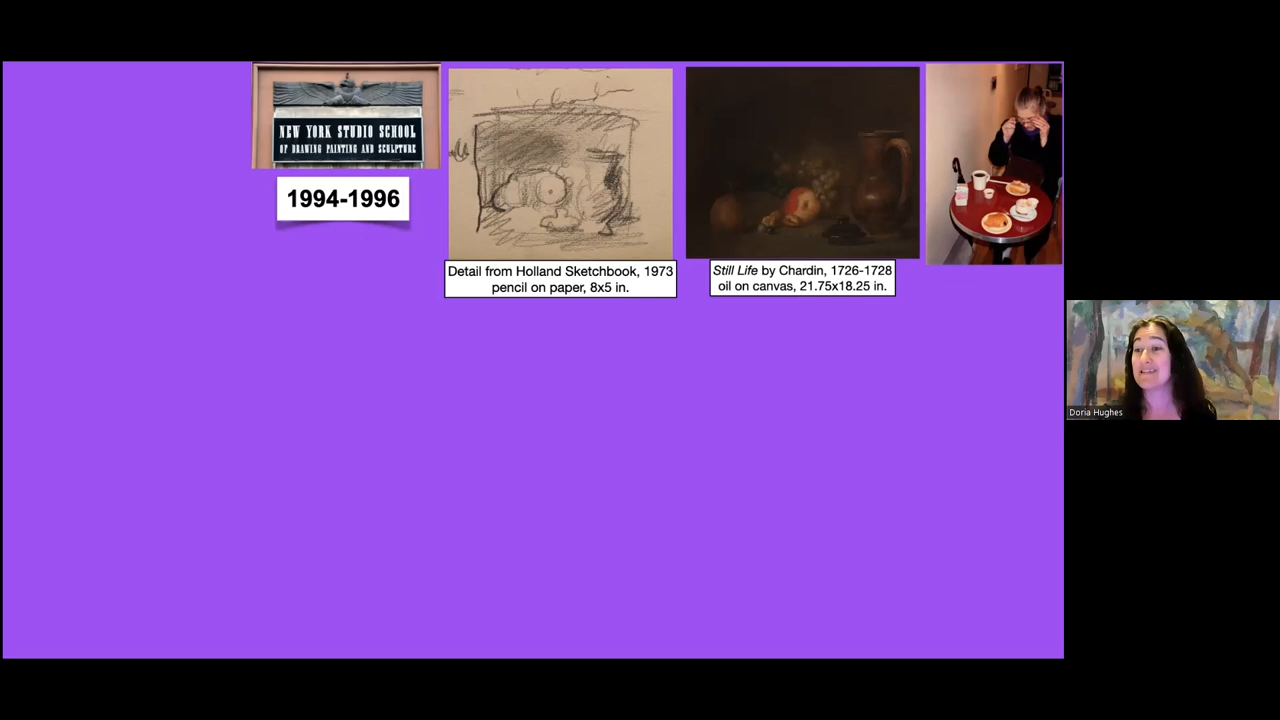 NEW YORK STUDIO SCHOOL
OF DRAWING PAINTING AND SCULPTURE
1994-1996
Detail from Holland Sketchbook, 1973
pencil on paper, 8x5 in.
Still Life by Chardin, 1726-1728
oil on canvas, 21.75x18.25 in.
Doria Hughes